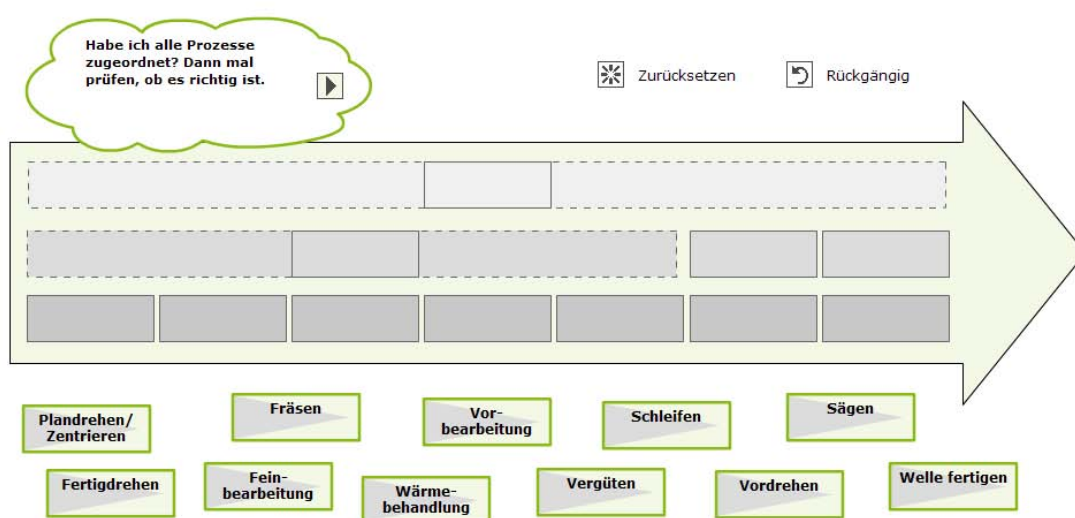 Habe ich alle Prozesse
zugeordnet? Dann mal
prüfen, ob es richtig ist.
Zurücksetzen
Rückgängig
Plandrehen/
Zentrieren
Fräsen
Vor-
bearbeitung
Schleifen
Sägen
Fertigdrehen
Fein-
bearbeitung
Wärme-
behandlung
Vergüten
Vordrehen
Welle fertigen